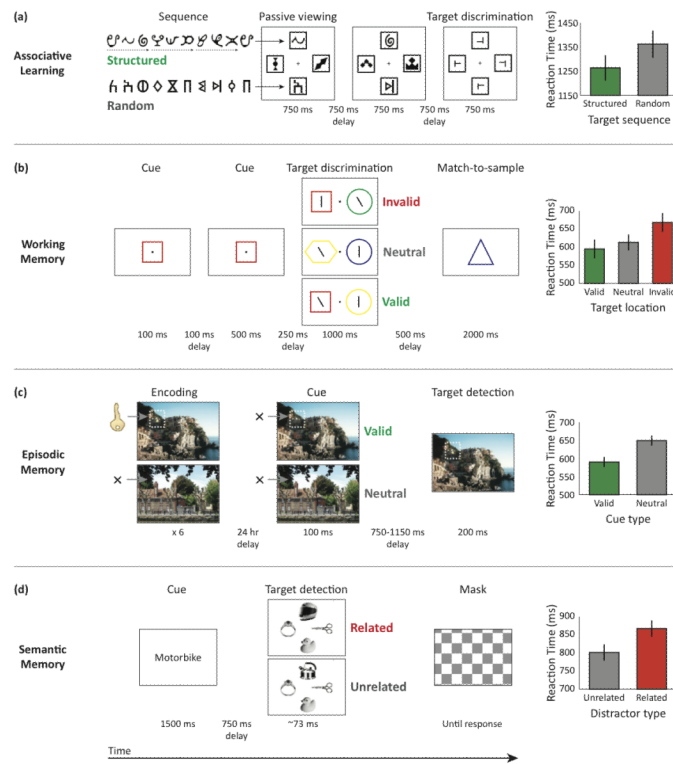 (a)
Associative
Learning
Sequence
Structured
Random
Passive viewing
Target discrimination
750 ms
750 ms
delay
750 ms
750 ms
delay
750 ms
Reaction Time (ms)
1450
1350
1250
1150
Structured
Random
Target sequence
(b)
Working
Memory
Cue
Cue
Target discrimination
Match-to-sample
Invalid
Neutral
Valid
100 ms
100 ms
delay
500 ms
250 ms
delay
1000 ms
500 ms
delay
2000 ms
Reaction Time (ms)
700
650
600
550
500
Valid
Neutral
Invalid
Target location
(c)
Episodic
Memory
Encoding
Cue
Target detection
Valid
Neutral
x 6
24 hr
delay
100 ms
750-1150 ms
delay
200 ms
Reaction Time (ms)
700
650
600
550
500
Valid
Neutral
Cue type
(d)
Semantic
Memory
Cue
Target detection
Mask
Motorbike
Related
Unrelated
1500 ms
750 ms
delay
~73 ms
Until response
Reaction Time (ms)
900
850
800
750
700
Unrelated
Related
Distractor type
Time